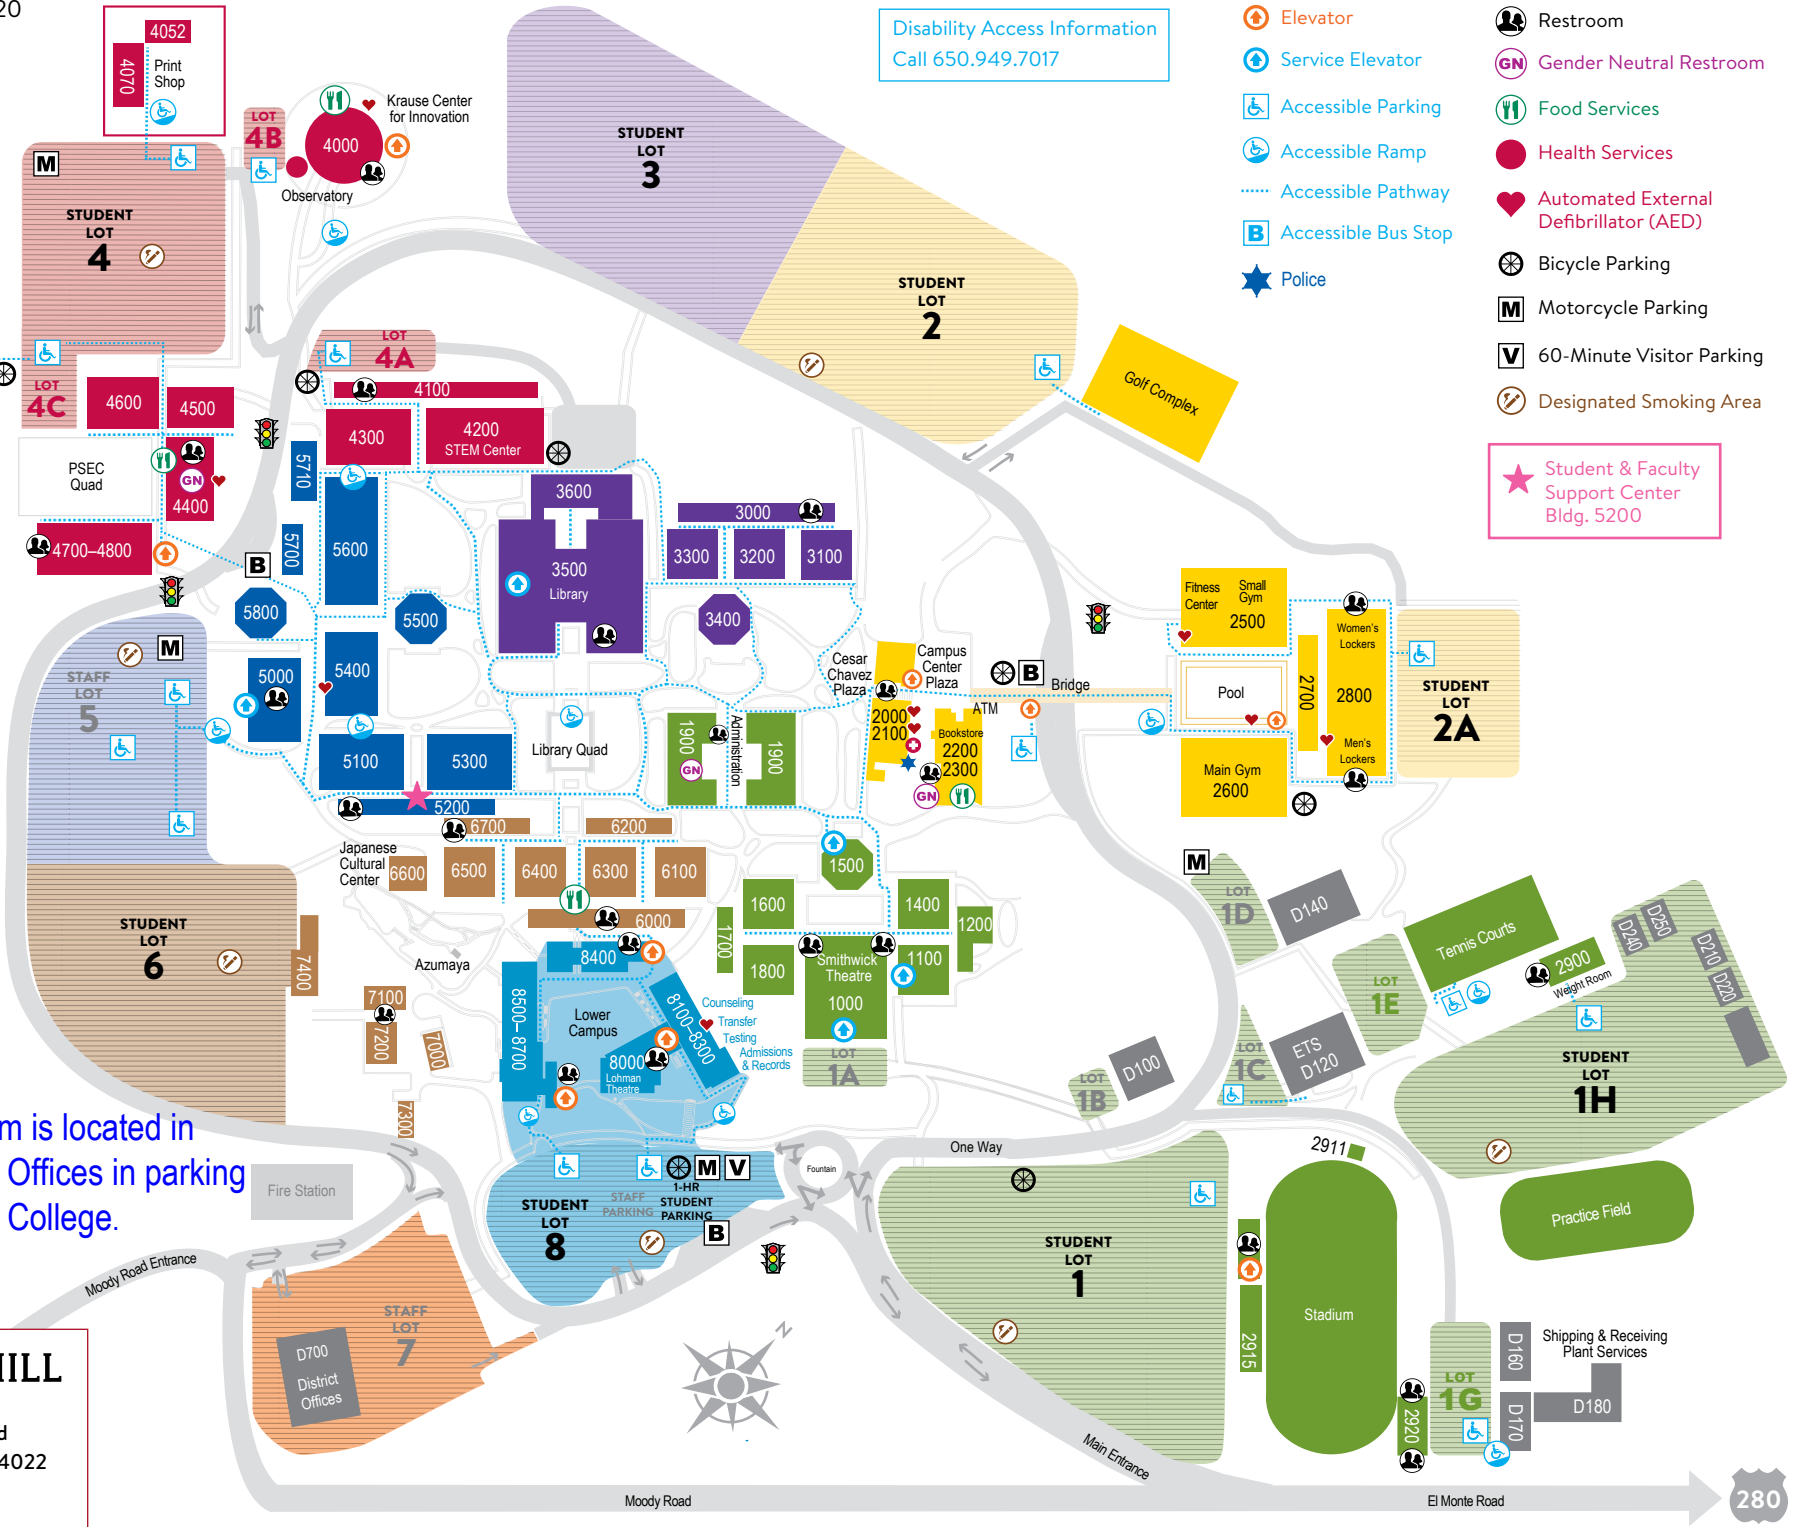 20
4052
4070
Print
Shop
LOT
4B
Krause Center
for Innovation
4000
Observatory
M
STUDENT
LOT
4
STUDENT
LOT
3
STUDENT
LOT
2
Disability Access Information
Call 650.949.7017
Elevator
Service Elevator
Accessible Parking
Accessible Ramp
Accessible Pathway
B Accessible Bus Stop
Police
Restroom
GN Gender Neutral Restroom
Food Services
Health Services
Automated External
Defibrillator (AED)
Bicycle Parking
M Motorcycle Parking
V 60-Minute Visitor Parking
Designated Smoking Area
Student & Faculty
Support Center
Bldg. 5200
Golf Complex
LOT
4A
LOT
4C
4600
4500
4100
4300
4200
STEM Center
PSEC
Quad
GN
4400
4700–4800
5710
5700
B
5600
5800
5500
5000
5400
5100
5300
5200
3600
3500
Library
3000
3300
3200
3100
3400
Library Quad
M
STAFF
LOT
5
STUDENT
LOT
6
1900
GN
Administration
1900
Cesar
Chavez
Plaza
Campus
Center
Plaza
2000
2100
Bookstore
2200
2300
GN
ATM
B
Bridge
Fitness
Center
Small
Gym
2500
Pool
2700
Women's
Lockers
2800
Men's
Lockers
Main Gym
2600
STUDENT
LOT
2A
6700
6200
Japanese
Cultural
Center
6600
6500
6400
6300
6100
6000
Azumaya
7400
7100
7200
7000
7300
8400
8500–8700
Lower
Campus
8000
Lohman
Theatre
8100–8300
Counseling
Transfer
Testing
Admissions
& Records
1500
1600
1400
1700
1200
1800
1100
Smithwick
Theatre
1000
LOT
1A
M
LOT
1D
D140
LOT
1E
Tennis Courts
2900
Weight Room
D240
D250
D210
D220
LOT
1C
ETS
D120
LOT
1B
D100
STUDENT
LOT
1H
m is located in
Offices in parking
College.
Fire Station
Moody Road Entrance
STAFF
LOT
7
D700
District
Offices
STUDENT
LOT
8
STAFF
PARKING
M
V
1-HR
STUDENT
PARKING
B
Fountain
One Way
STUDENT
LOT
1
2911
Stadium
2915
2920
Practice Field
LOT
1G
D160
D170
D180
Shipping & Receiving
Plant Services
N
HILL
d
4022
Main Entrance
Moody Road
El Monte Road
280